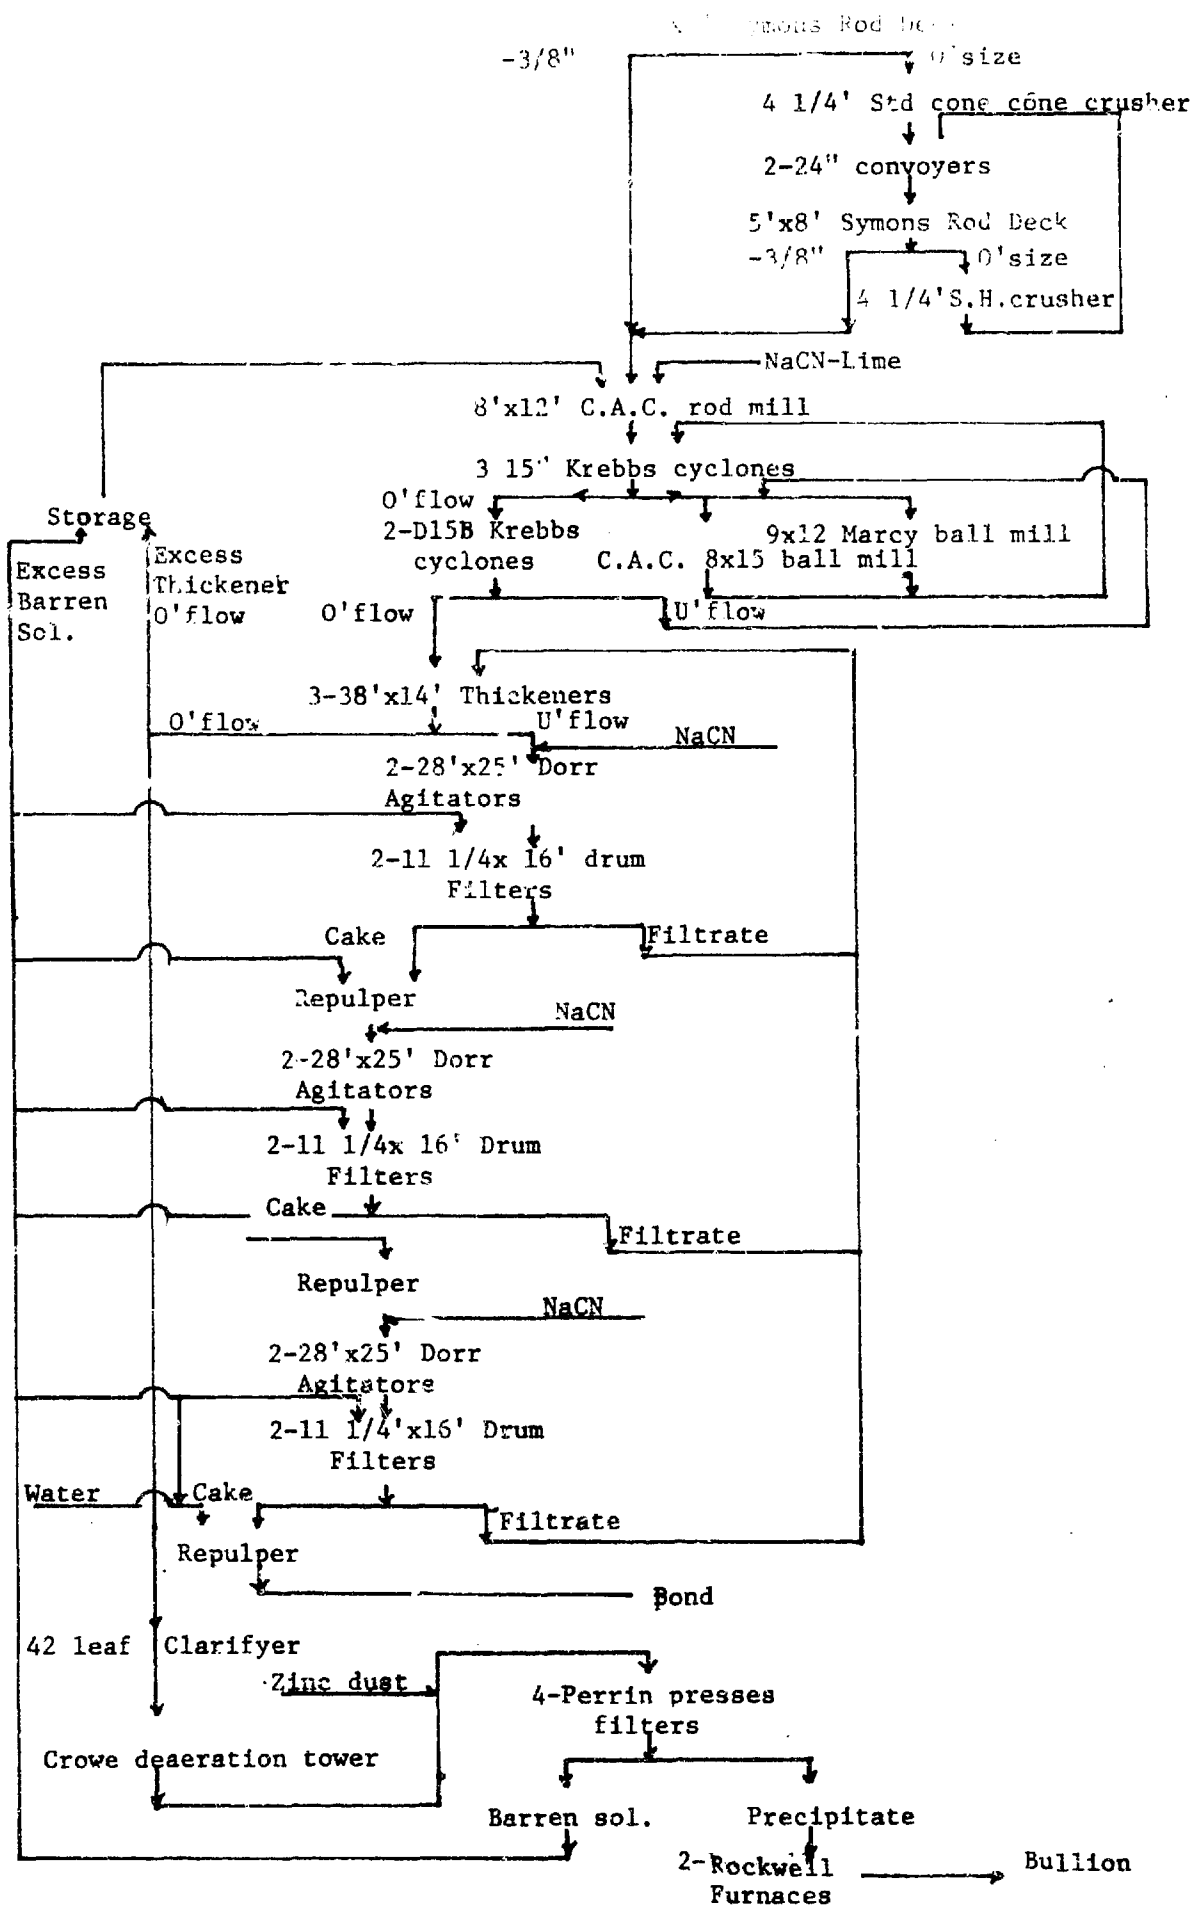 Rod
-3/8" O'size
4 1/4' Std cone cone crusher
2-24" convoyers
5'x8' Symons Rod Deck
-3/8" O'size
4 1/4'S.H.crusher
NaCN-Lime
8'x12' C.A.C. rod mill
3 15" Krebbs cyclones
O'flow
Storage
2-D15B Krebbs
cyclones
9x12 Marcy ball mill
C.A.C. 8x15 ball mill
Excess
Thickener
O'flow
Excess
Barren
Sol.
O'flow
U'flow
3-38'x14' Thickeners
O'flow
U'flow
NaCN
2-28'x25' Dorr
Agitators
2-11 1/4x 16' drum
Filters
Cake
Filtrate
Repulper
NaCN
2-28'x25' Dorr
Agitators
2-11 1/4x 16' Drum
Filters
Cake
Filtrate
Repulper
NaCN
2-28'x25' Dorr
Agitatore
2-11 1/4'x16' Drum
Filters
Water
Cake
Filtrate
Repulper
Bond
42 leaf Clarifyer
Zinc dust
4-Perrin presses
filters
Crowe deaeration tower
Barren sol.
Precipitate
2-Rockwell
Furnaces
Bullion